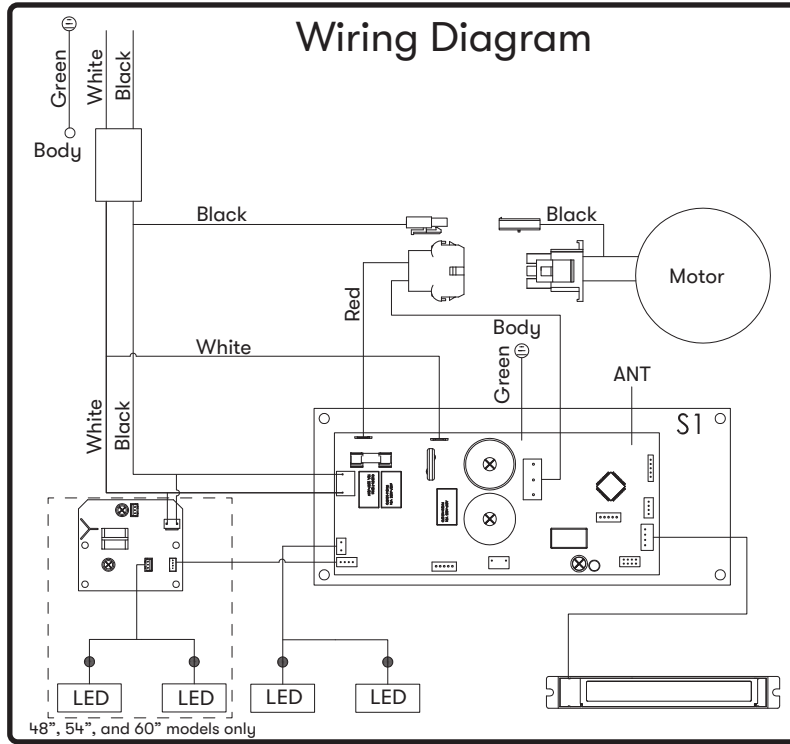 Wiring Diagram
Green
White
Black
Body
Black
Black
Motor
Red
Body
White
Green
ANT
S1
White
Black
LED
LED
LED
LED
48”, 54”, and 60” models only